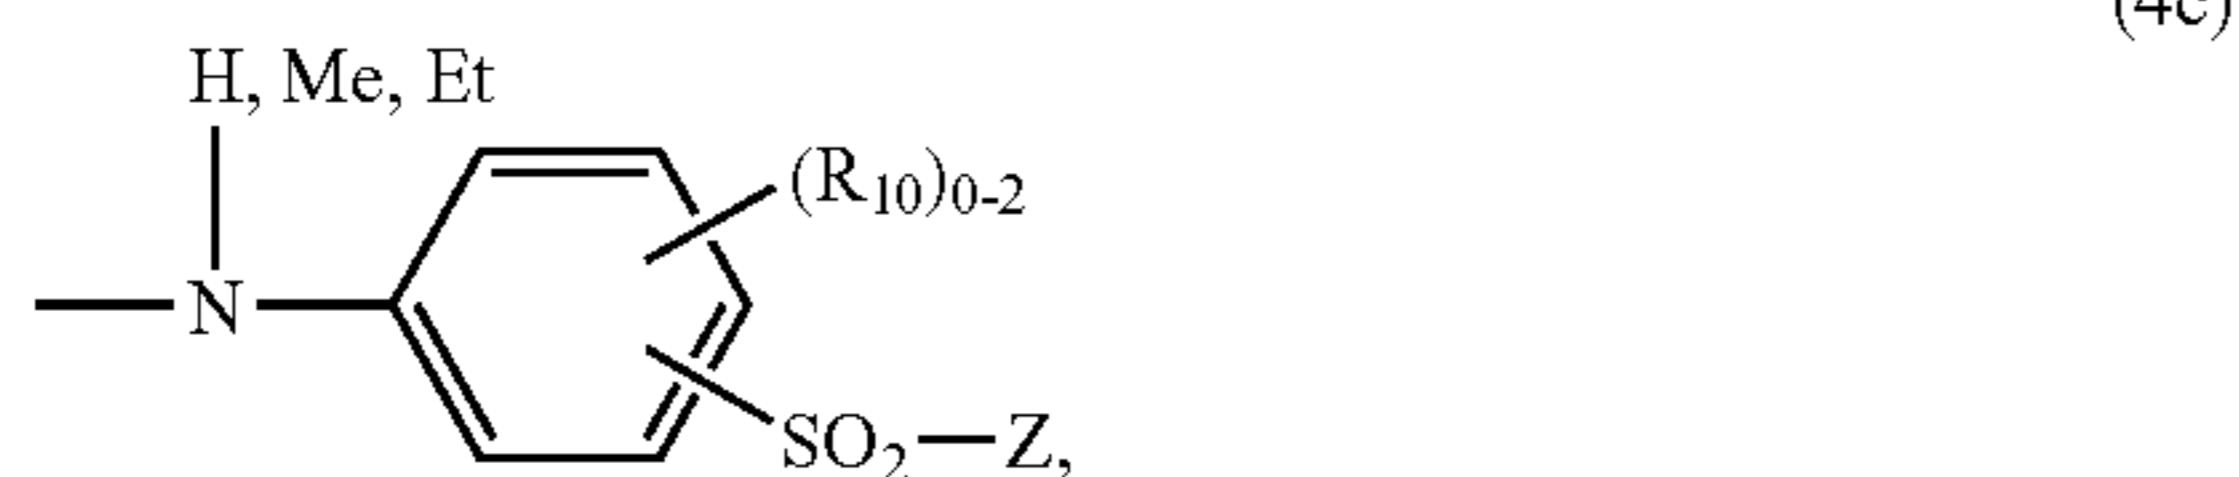 (4c)
H, Me, Et
(R10)0-2
N
SO2—Z,